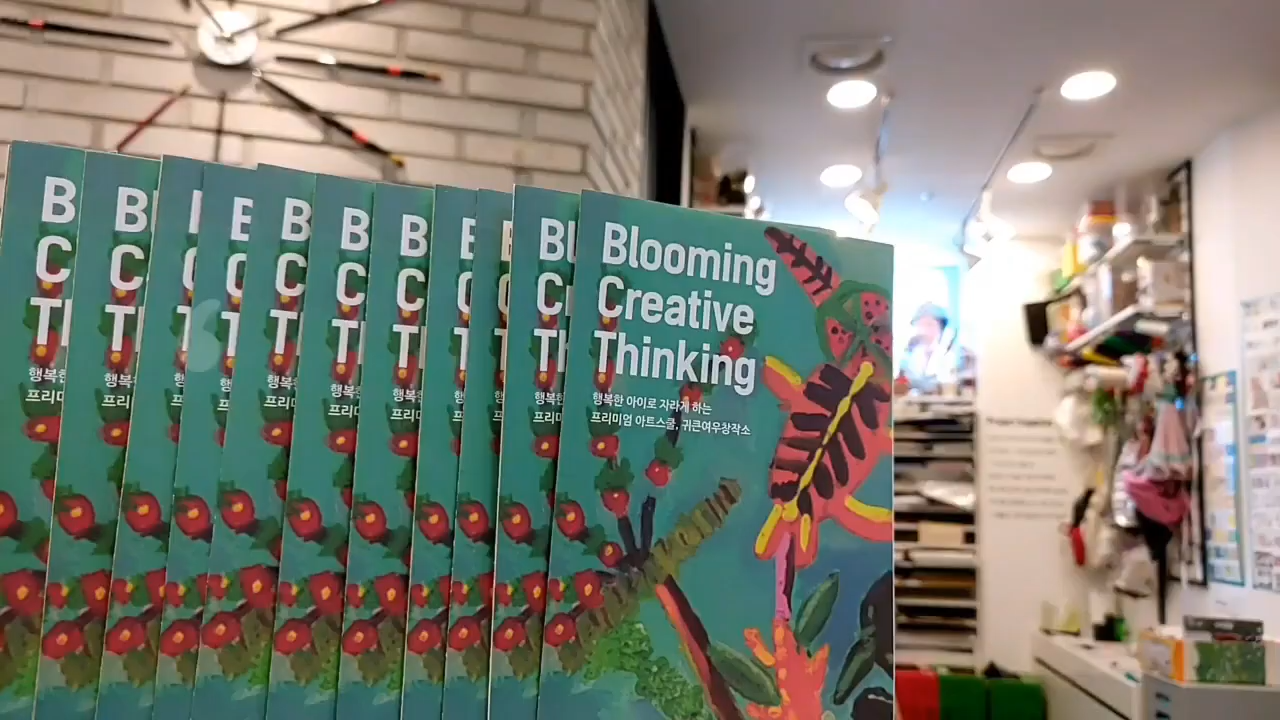 Blooming
Creative
Thinking
행복한 아이로 자라게 하는
프리미엄 아트스쿨, 귀큰여우창작소